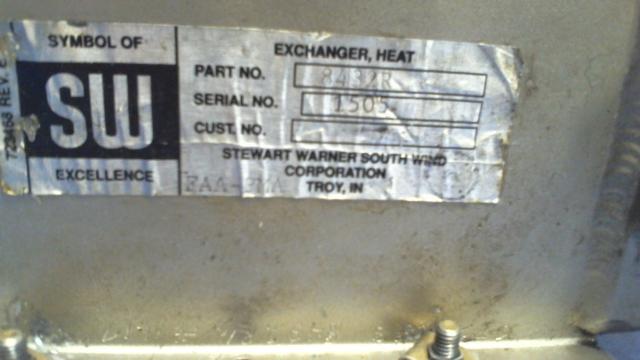 SYMBOL OF
SW
EXCELLENCE
EXCHANGER, HEAT
PART NO. 8432R
SERIAL NO. 1505
CUST. NO.
STEWART WARNER SOUTH WIND
CORPORATION
TROY, IN